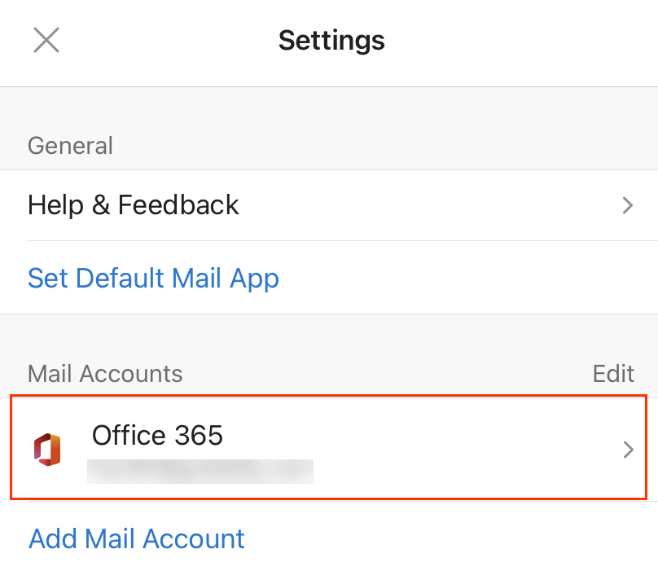 Settings
General
Help & Feedback
Set Default Mail App
Mail Accounts Edit
Office 365
Add Mail Account